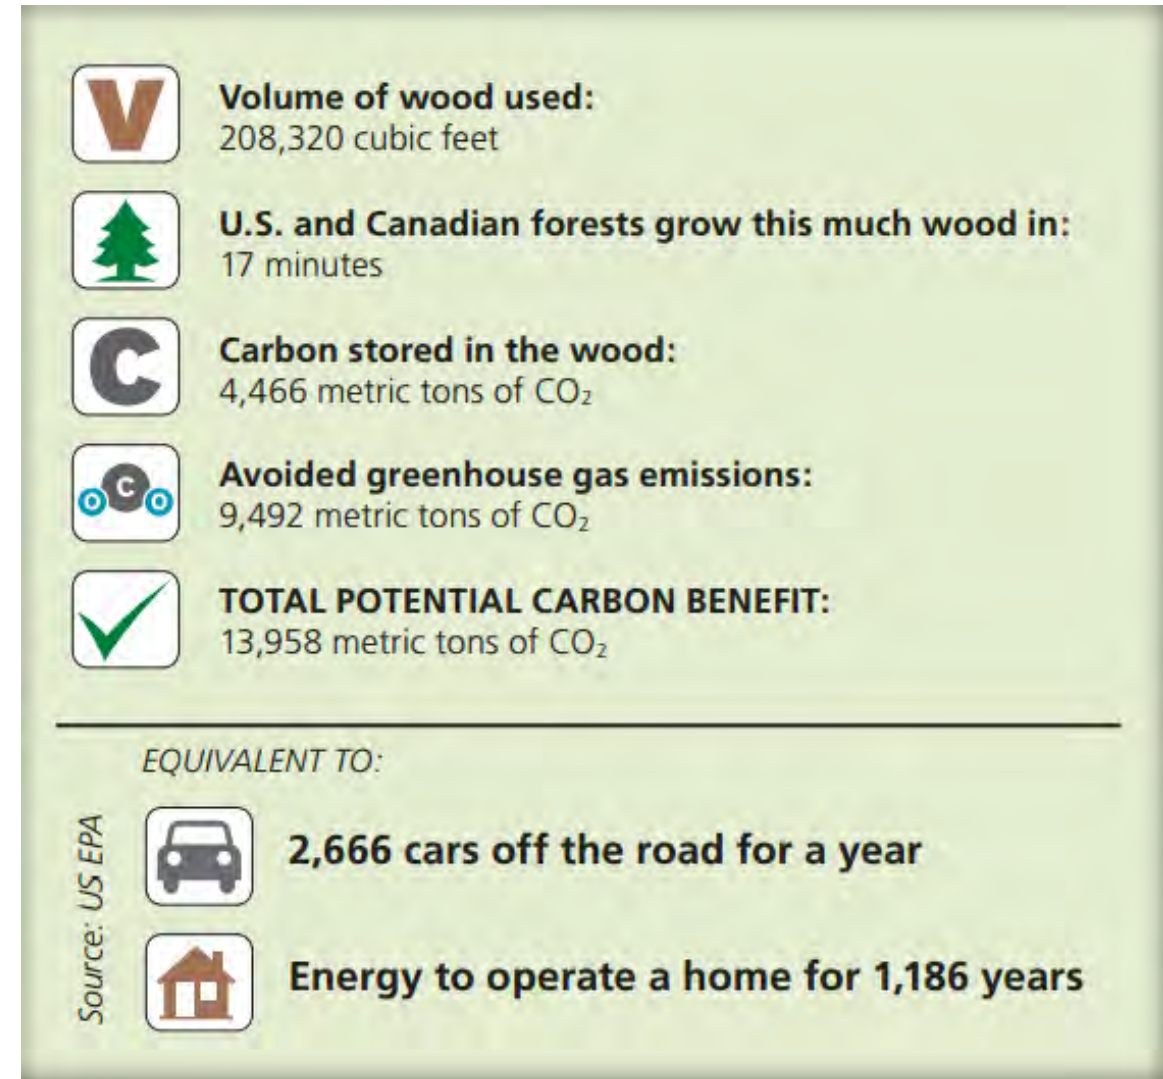 V
Volume of wood used:
208,320 cubic feet
U.S. and Canadian forests grow this much wood in:
17 minutes
C
Carbon stored in the wood:
4,466 metric tons of CO₂
O C O
Avoided greenhouse gas emissions:
9,492 metric tons of CO₂
TOTAL POTENTIAL CARBON BENEFIT:
13,958 metric tons of CO₂
EQUIVALENT TO:
Source: US EPA
2,666 cars off the road for a year
Energy to operate a home for 1,186 years